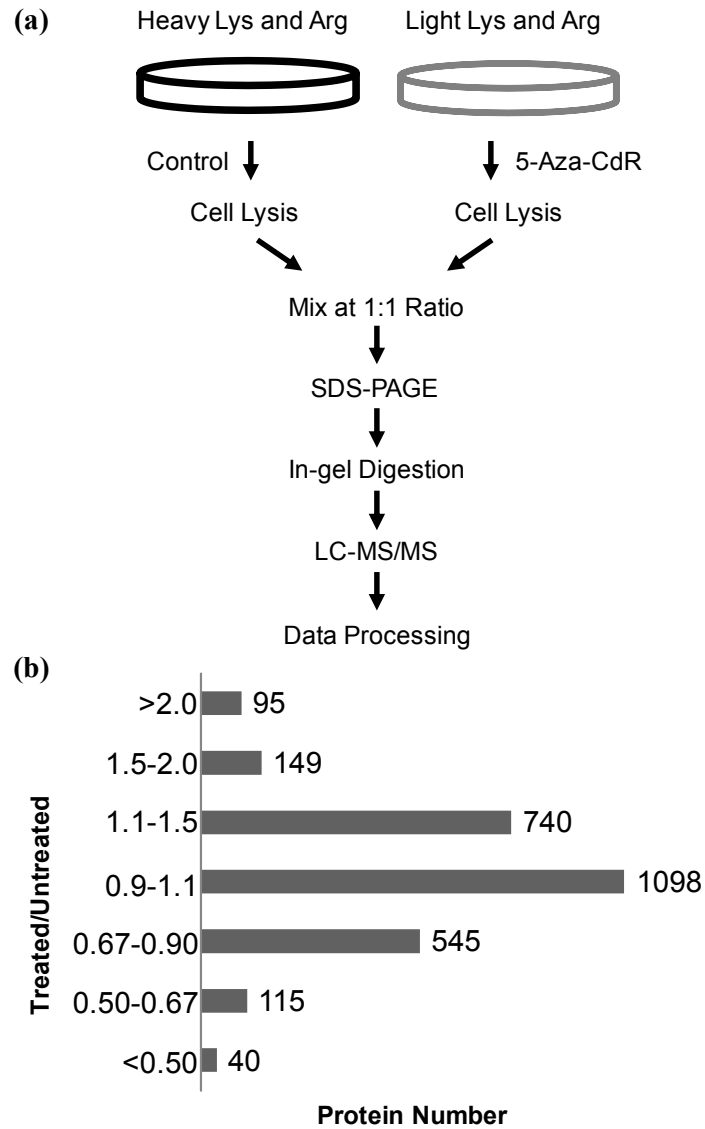 (a)
Heavy Lys and Arg Light Lys and Arg
Control 5-Aza-CdR
Cell Lysis Cell Lysis
Mix at 1:1 Ratio
SDS-PAGE
In-gel Digestion
LC-MS/MS
Data Processing
(b)
Treated/Untreated
>2.0 95
1.5-2.0 149
1.1-1.5 740
0.9-1.1 1098
0.67-0.90 545
0.50-0.67 115
<0.50 40
Protein Number